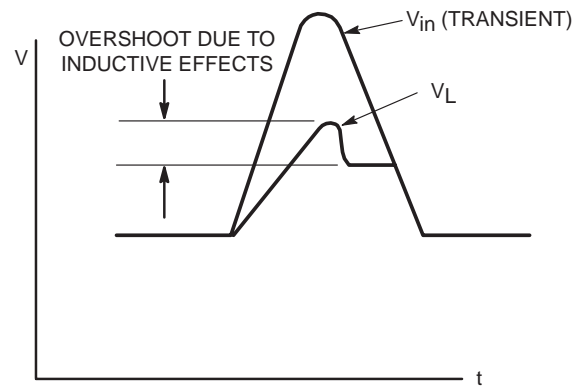 OVERSHOOT DUE TO
INDUCTIVE EFFECTS
V
Vin (TRANSIENT)
VL
t